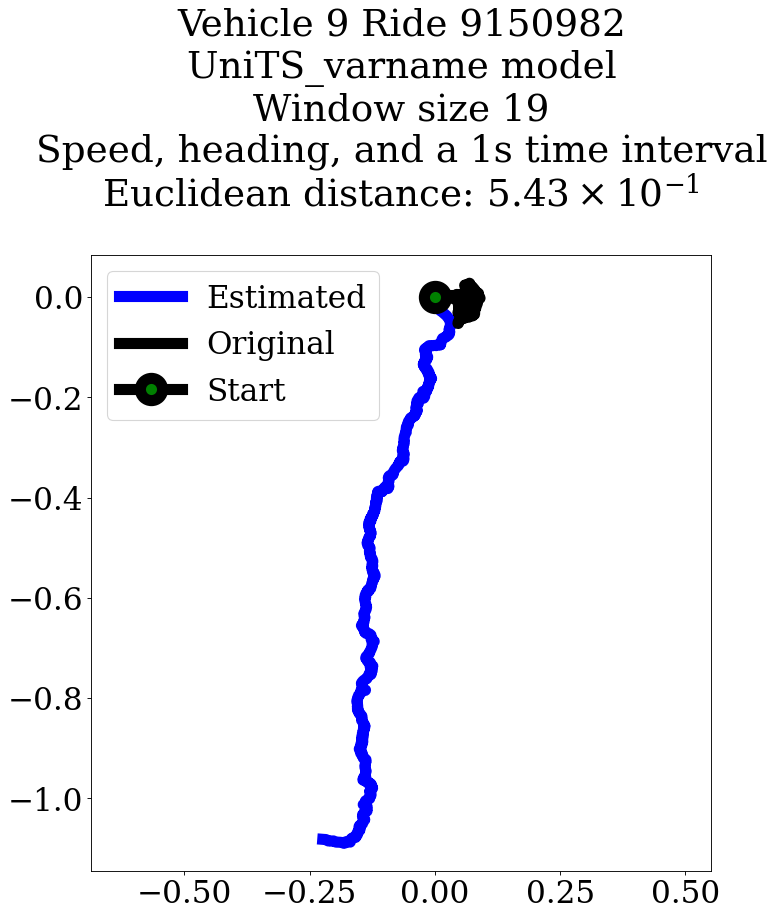 Vehicle 9 Ride 9150982
UniTS_varname model
Window size 19
Speed, heading, and a 1s time interval
Euclidean distance: 5.43 × 10⁻¹
Estimated
Original
Start
0.0
−0.2
−0.4
−0.6
−0.8
−1.0
−0.50 −0.25 0.00 0.25 0.50